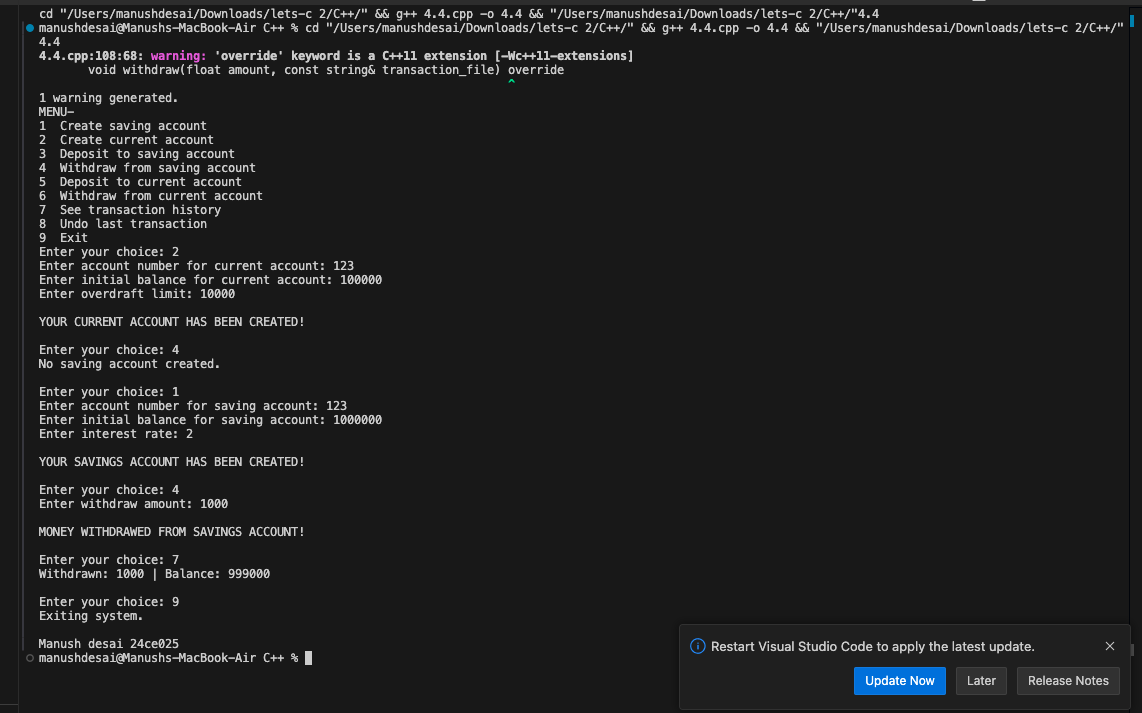 cd "/Users/manushdesai/Downloads/lets-c 2/C++/" && g++ 4.4.cpp -o 4.4 && "/Users/manushdesai/Downloads/lets-c 2/C++/"4.4
manushdesai@Manushs-MacBook-Air C++ % cd "/Users/manushdesai/Downloads/lets-c 2/C++/" && g++ 4.4.cpp -o 4.4 && "/Users/manushdesai/Downloads/lets-c 2/C++/"
4.4
4.4.cpp:108:68: warning: 'override' keyword is a C++11 extension [-Wc++11-extensions]
void withdraw(float amount, const string& transaction_file) override
^
1 warning generated.
MENU-
1  Create saving account
2  Create current account
3  Deposit to saving account
4  Withdraw from saving account
5  Deposit to current account
6  Withdraw from current account
7  See transaction history
8  Undo last transaction
9  Exit
Enter your choice: 2
Enter account number for current account: 123
Enter initial balance for current account: 100000
Enter overdraft limit: 10000
YOUR CURRENT ACCOUNT HAS BEEN CREATED!
Enter your choice: 4
No saving account created.
Enter your choice: 1
Enter account number for saving account: 123
Enter initial balance for saving account: 1000000
Enter interest rate: 2
YOUR SAVINGS ACCOUNT HAS BEEN CREATED!
Enter your choice: 4
Enter withdraw amount: 1000
MONEY WITHDRAWED FROM SAVINGS ACCOUNT!
Enter your choice: 7
Withdrawn: 1000 | Balance: 999000
Enter your choice: 9
Exiting system.
Manush desai 24ce025
manushdesai@Manushs-MacBook-Air C++ %
Restart Visual Studio Code to apply the latest update.
Update Now
Later
Release Notes